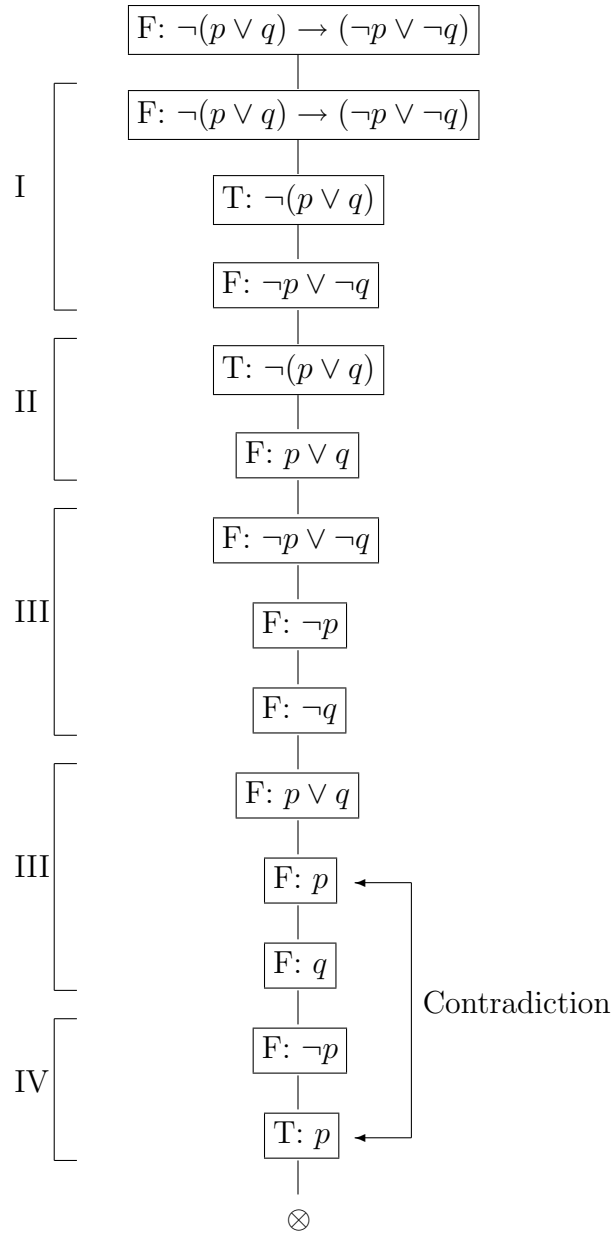 F: ¬(p ∨ q) → (¬p ∨ ¬q)
F: ¬(p ∨ q) → (¬p ∨ ¬q)
I
T: ¬(p ∨ q)
F: ¬p ∨ ¬q
T: ¬(p ∨ q)
II
F: p ∨ q
F: ¬p ∨ ¬q
III
F: ¬p
F: ¬q
F: p ∨ q
III
F: p
F: q
Contradiction
F: ¬p
IV
T: p
⊗